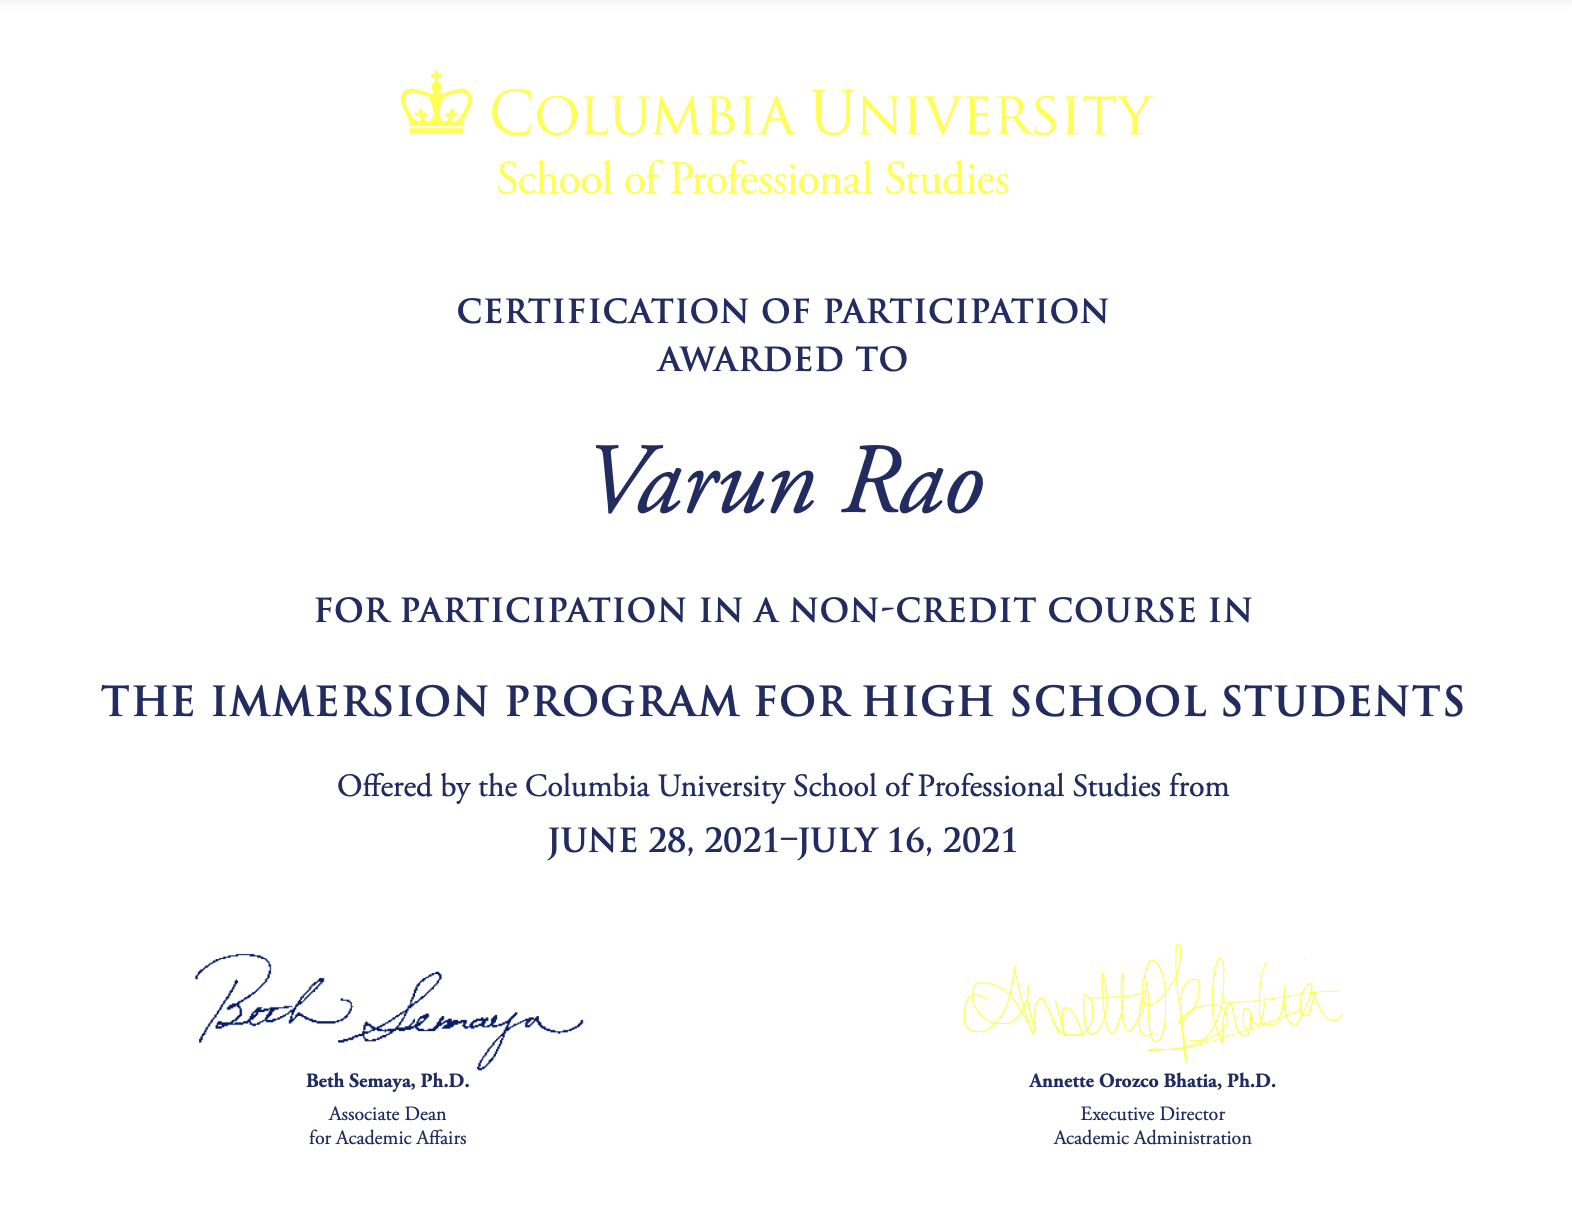 COLUMBIA UNIVERSITY
School of Professional Studies
CERTIFICATION OF PARTICIPATION
AWARDED TO
Varun Rao
FOR PARTICIPATION IN A NON-CREDIT COURSE IN
THE IMMERSION PROGRAM FOR HIGH SCHOOL STUDENTS
Offered by the Columbia University School of Professional Studies from
JUNE 28, 2021–JULY 16, 2021
Beth Semaya
Annette O Bhatia
Beth Semaya, Ph.D.
Annette Orozco Bhatia, Ph.D.
Associate Dean
for Academic Affairs
Executive Director
Academic Administration